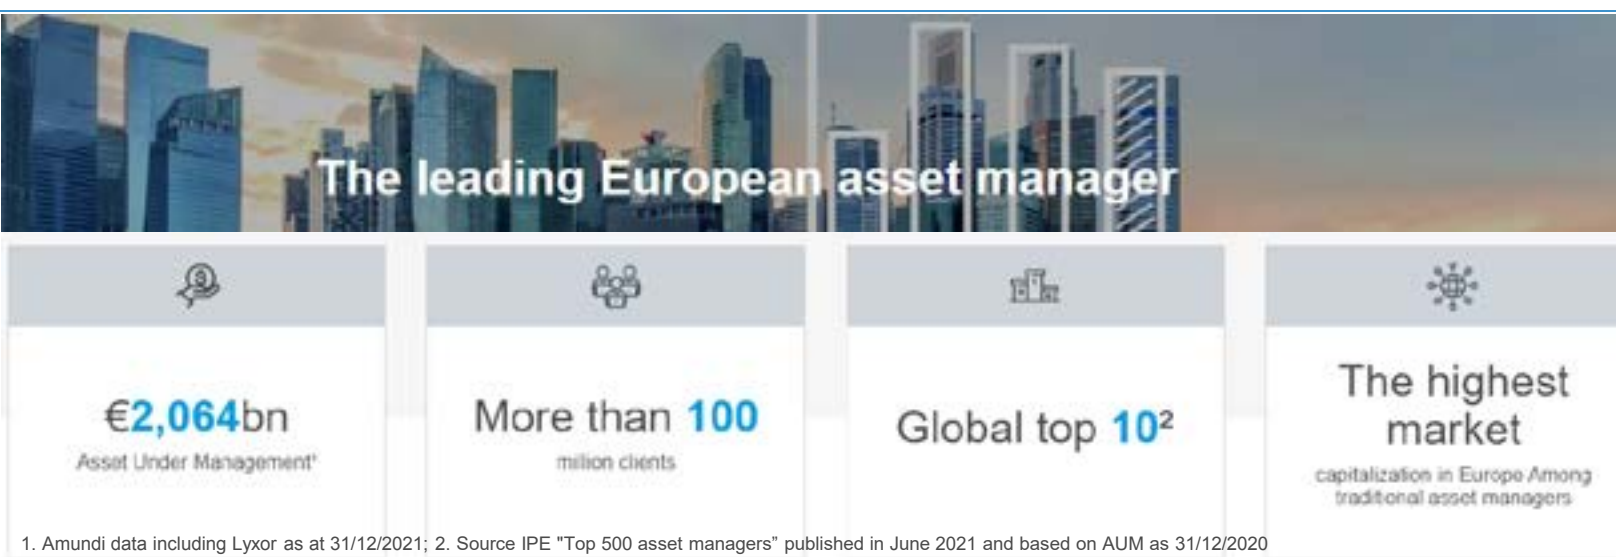 The leading European asset manager
€2,064bn
Asset Under Management¹
More than 100
million clients
Global top 10²
The highest
market
capitalization in Europe Among
traditional asset managers
1. Amundi data including Lyxor as at 31/12/2021; 2. Source IPE "Top 500 asset managers” published in June 2021 and based on AUM as 31/12/2020